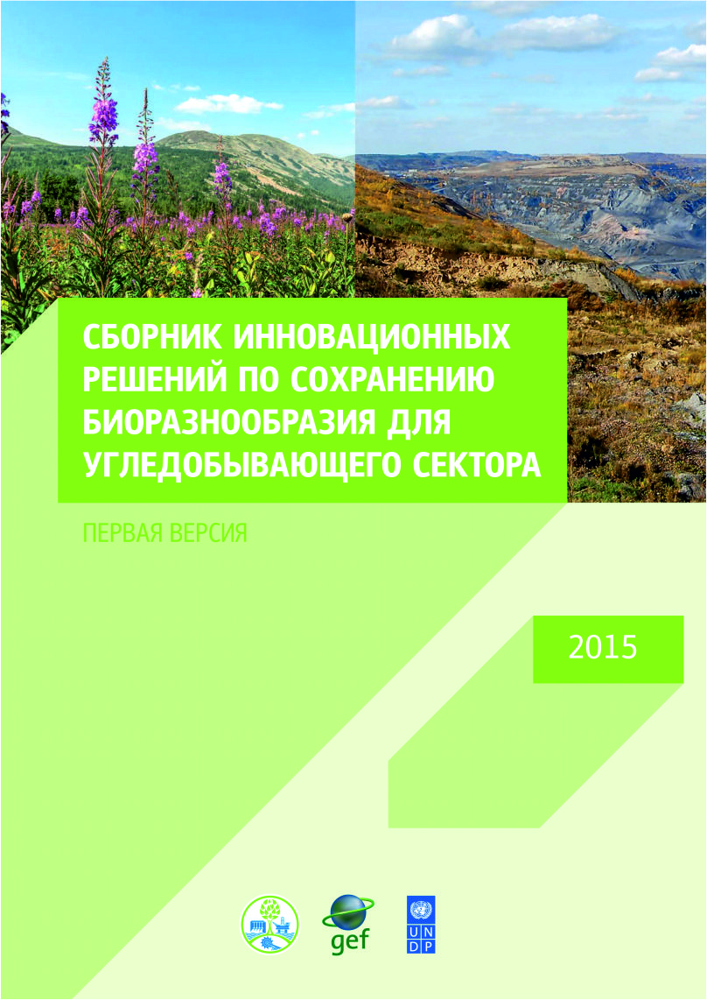 СБОРНИК ИННОВАЦИОННЫХ
РЕШЕНИЙ ПО СОХРАНЕНИЮ
БИОРАЗНООБРАЗИЯ ДЛЯ
УГЛЕДОБЫВАЮЩЕГО СЕКТОРА
ПЕРВАЯ ВЕРСИЯ
2015
gef
U N
D P